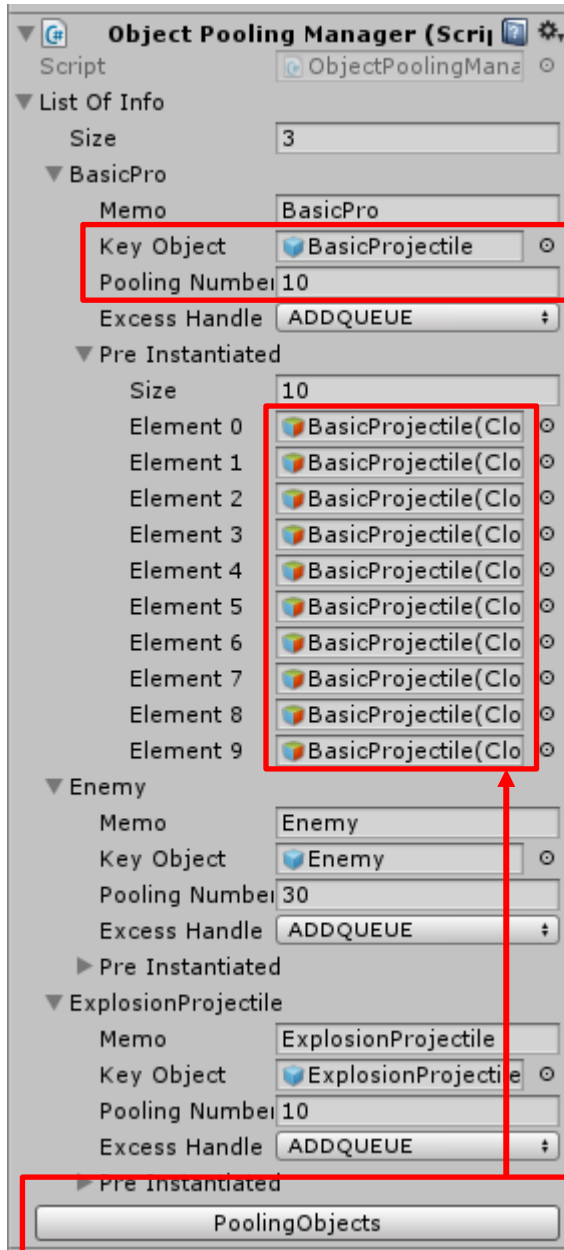 Object Pooling Manager (Scri
Script ObjectPoolingMana
List Of Info
Size 3
BasicPro
Memo BasicPro
Key Object BasicProjectile
Pooling Number 10
Excess Handle ADDQUEUE
Pre Instantiated
Size 10
Element 0 BasicProjectile(Clo
Element 1 BasicProjectile(Clo
Element 2 BasicProjectile(Clo
Element 3 BasicProjectile(Clo
Element 4 BasicProjectile(Clo
Element 5 BasicProjectile(Clo
Element 6 BasicProjectile(Clo
Element 7 BasicProjectile(Clo
Element 8 BasicProjectile(Clo
Element 9 BasicProjectile(Clo
Enemy
Memo Enemy
Key Object Enemy
Pooling Number 30
Excess Handle ADDQUEUE
Pre Instantiated
ExplosionProjectile
Memo ExplosionProjectile
Key Object ExplosionProjectile
Pooling Number 10
Excess Handle ADDQUEUE
Pre Instantiated
PoolingObjects